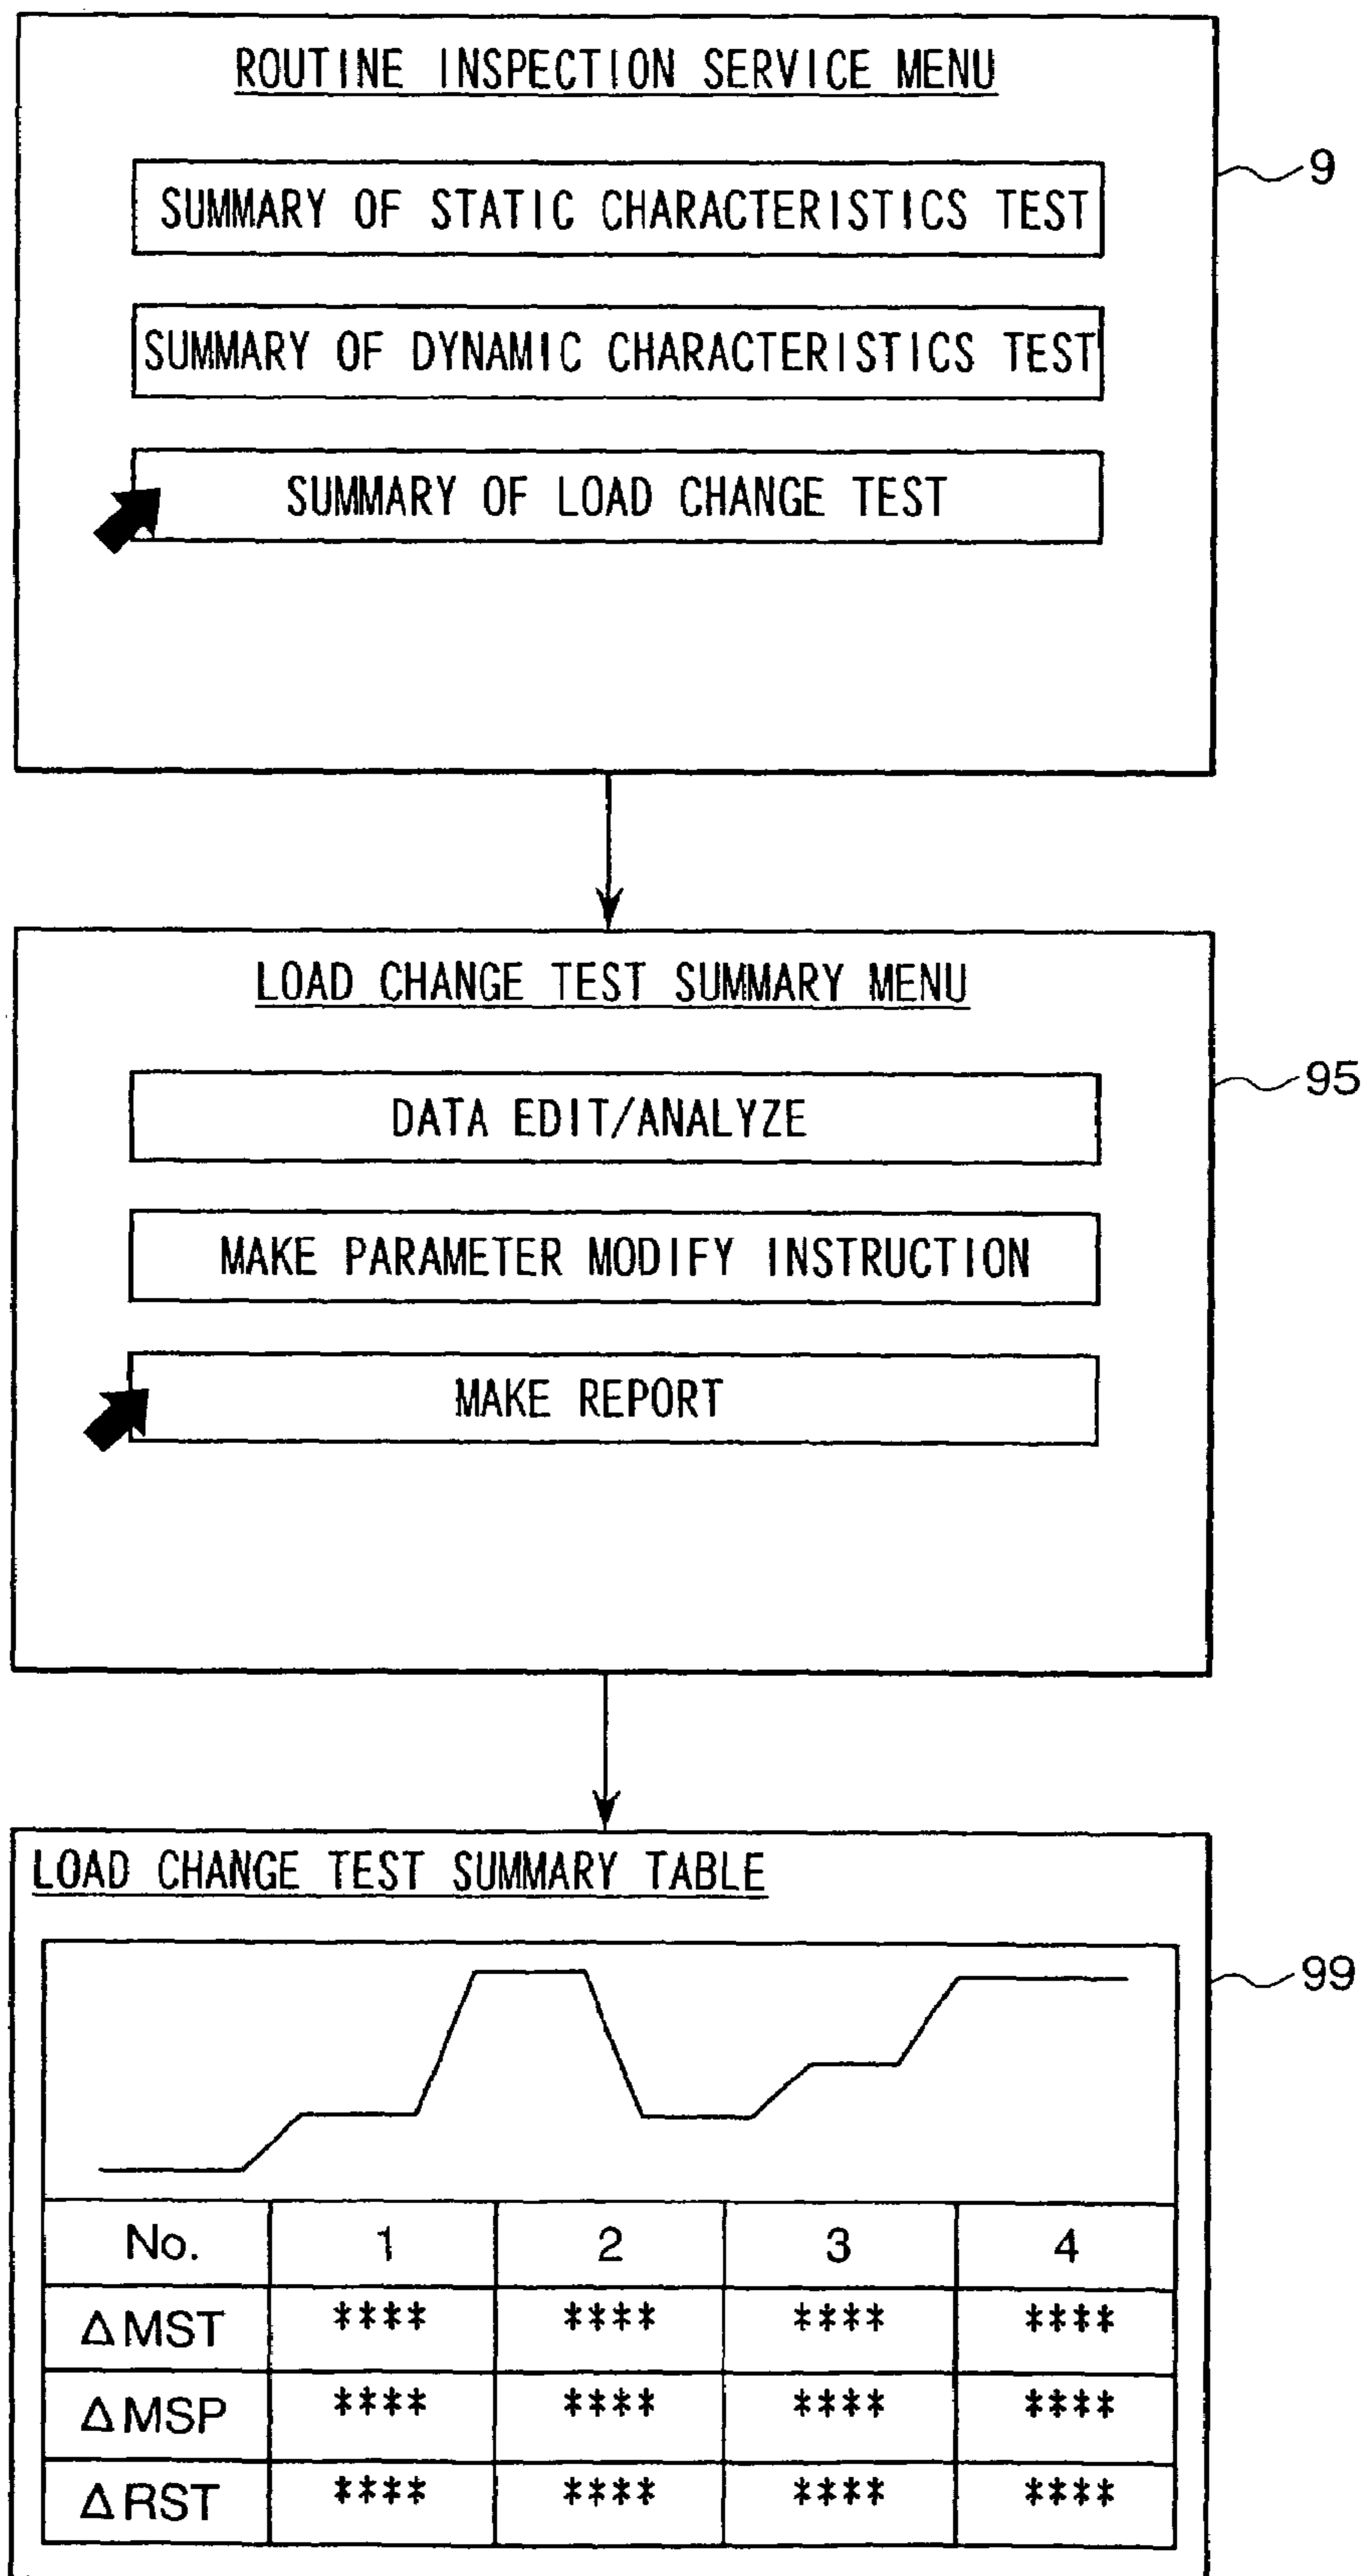 ROUTINE INSPECTION SERVICE MENU
9
SUMMARY OF STATIC CHARACTERISTICS TEST
SUMMARY OF DYNAMIC CHARACTERISTICS TEST
SUMMARY OF LOAD CHANGE TEST
LOAD CHANGE TEST SUMMARY MENU
95
DATA EDIT/ANALYZE
MAKE PARAMETER MODIFY INSTRUCTION
MAKE REPORT
LOAD CHANGE TEST SUMMARY TABLE
99
No. 1 2 3 4
ΔMST **** **** **** ****
ΔMSP **** **** **** ****
ΔRST **** **** **** ****